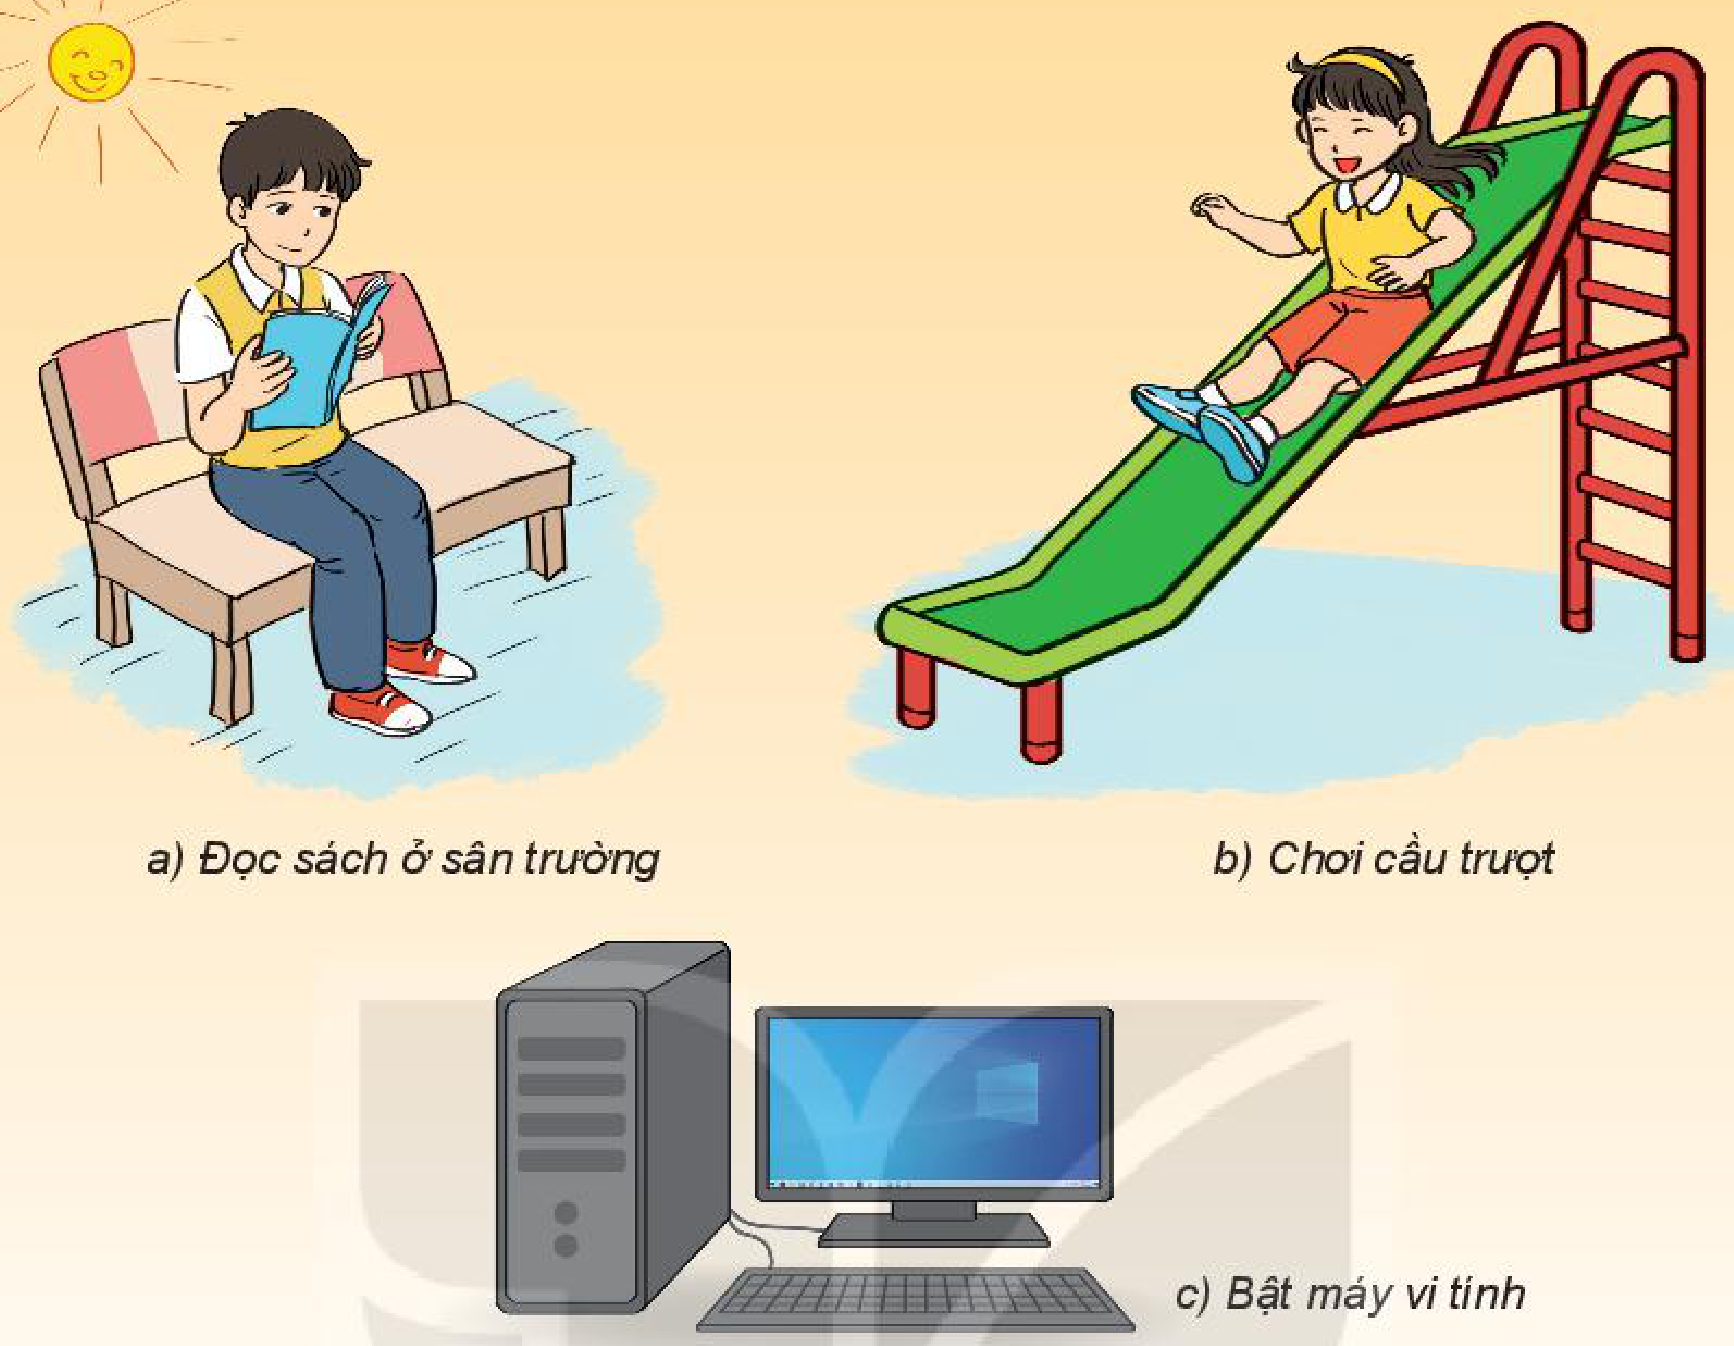 a) Đọc sách ở sân trường
b) Chơi cầu trượt
c) Bật máy vi tính